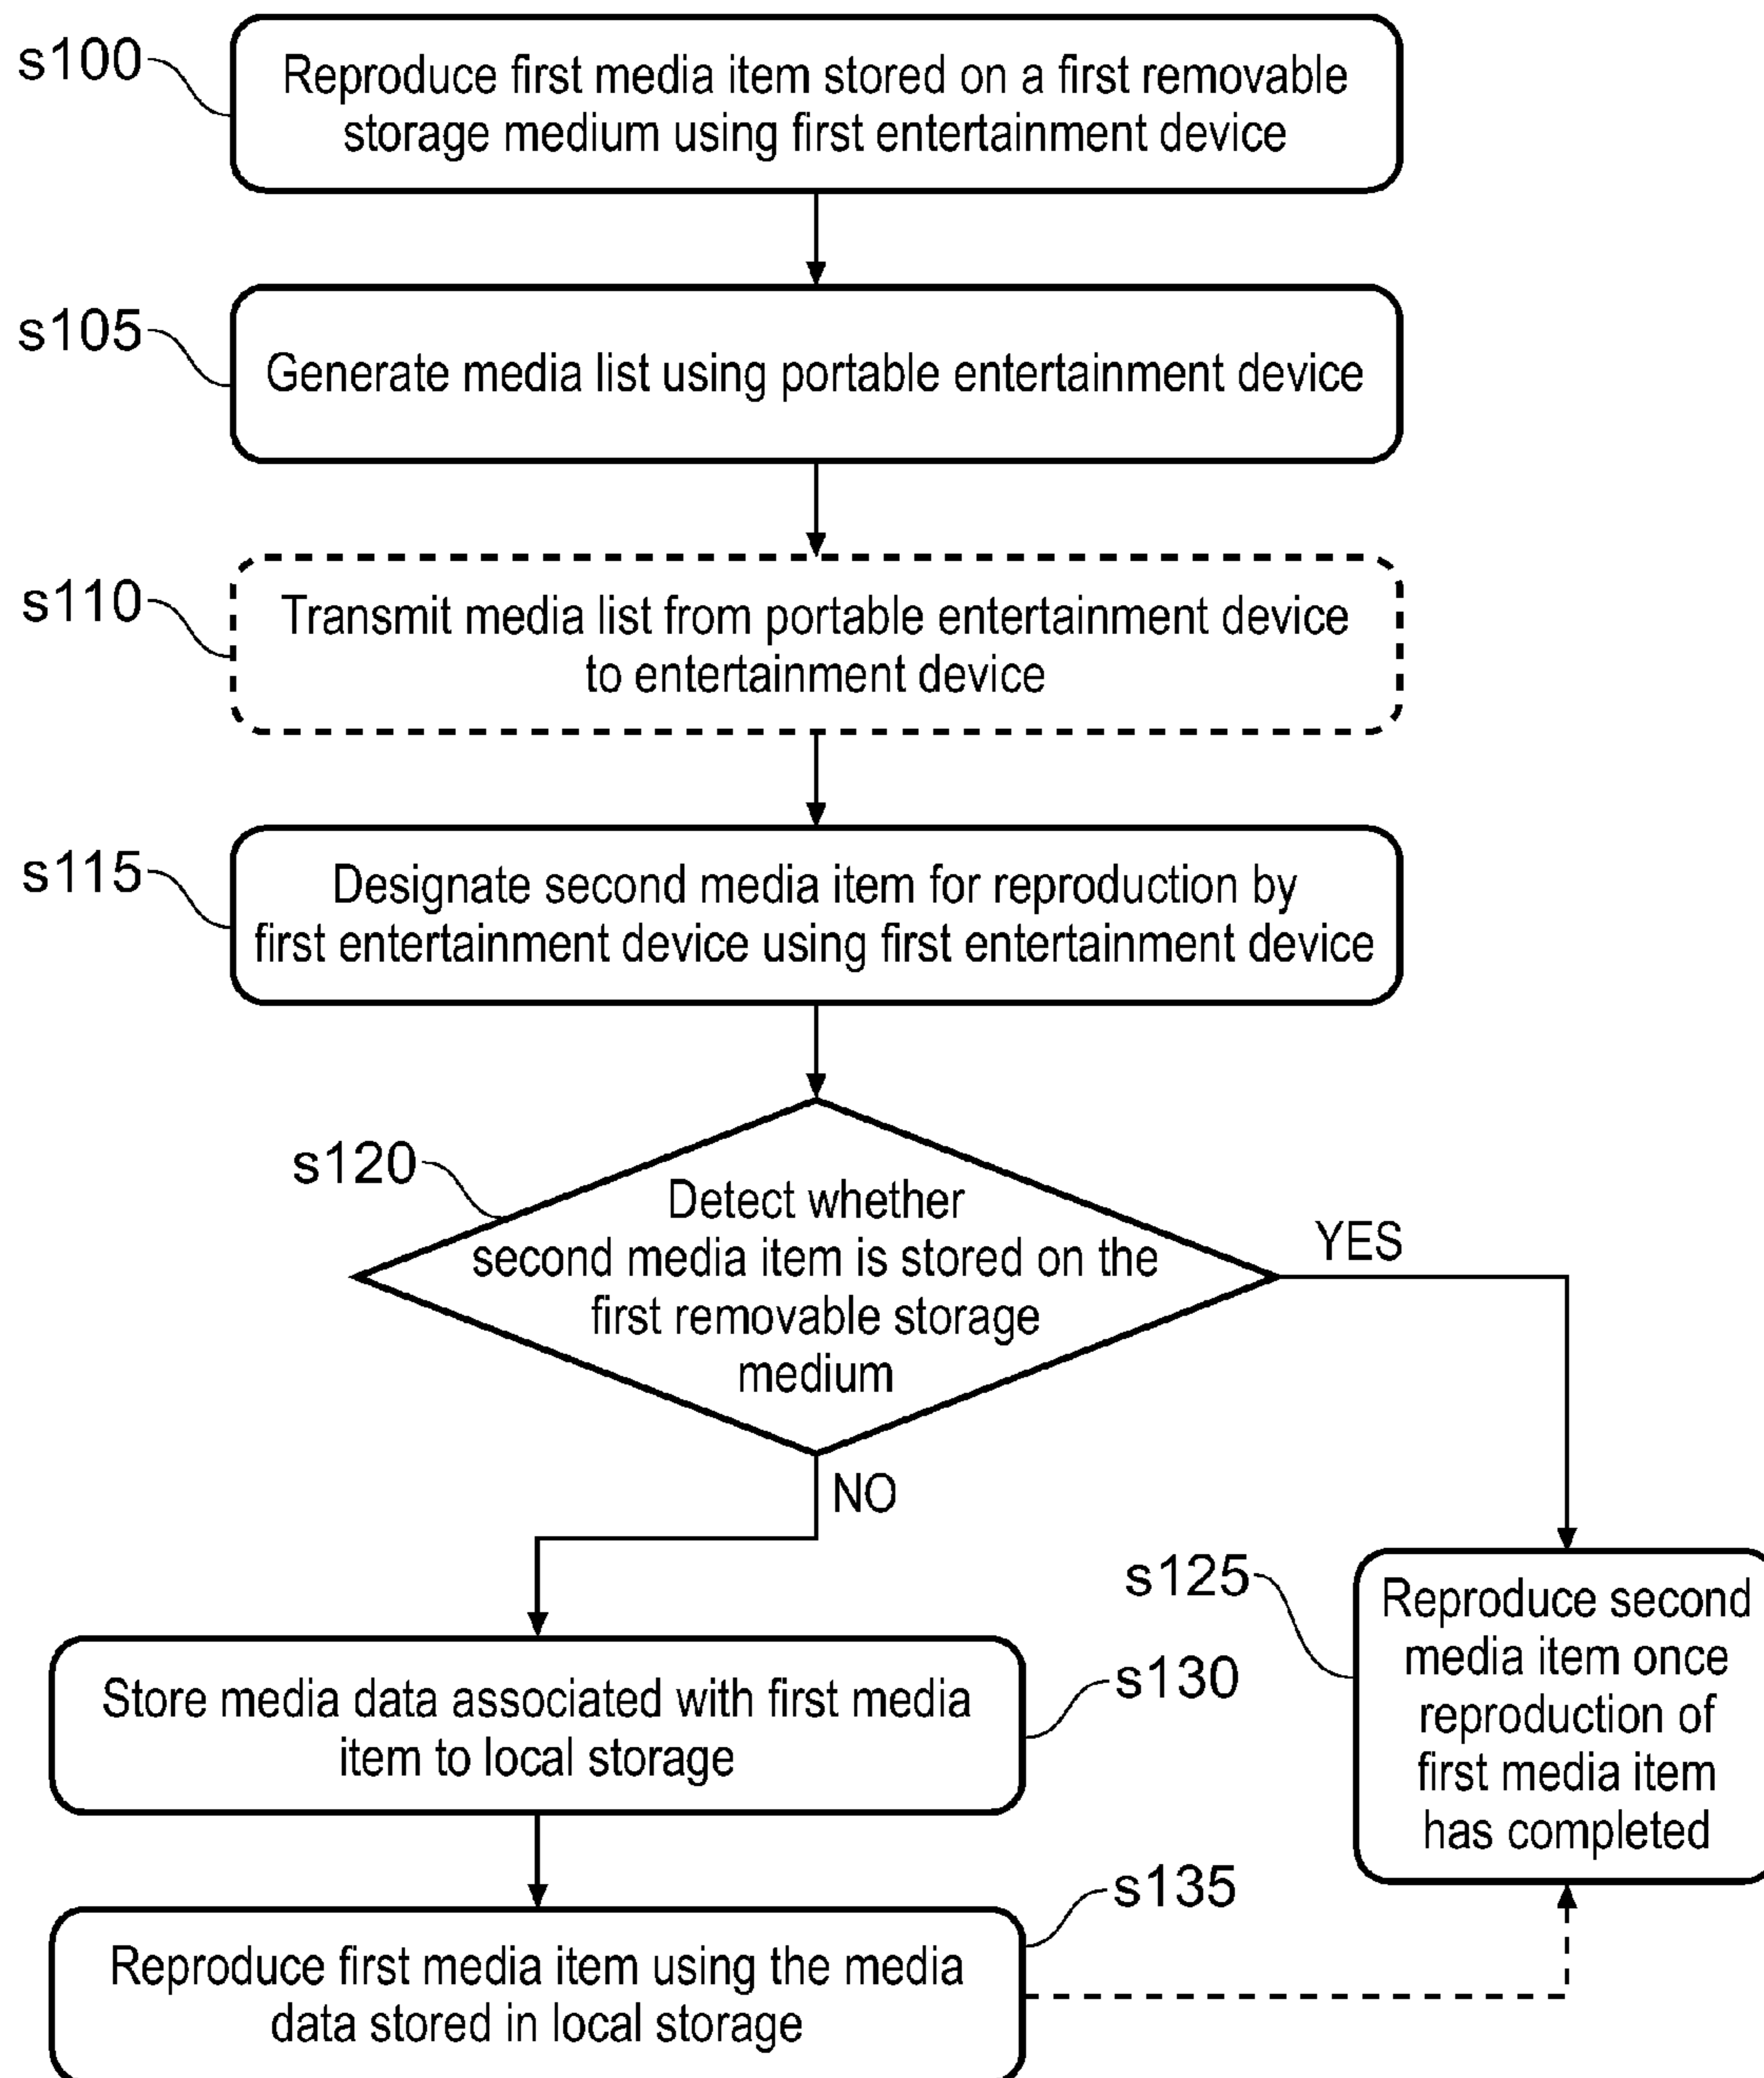 s100
Reproduce first media item stored on a first removable
storage medium using first entertainment device
s105
Generate media list using portable entertainment device
s110
Transmit media list from portable entertainment device
to entertainment device
s115
Designate second media item for reproduction by
first entertainment device using first entertainment device
s120
Detect whether
second media item is stored on the
first removable storage
medium
YES
NO
s125
Reproduce second
media item once
reproduction of
first media item
has completed
s130
Store media data associated with first media
item to local storage
s135
Reproduce first media item using the media
data stored in local storage